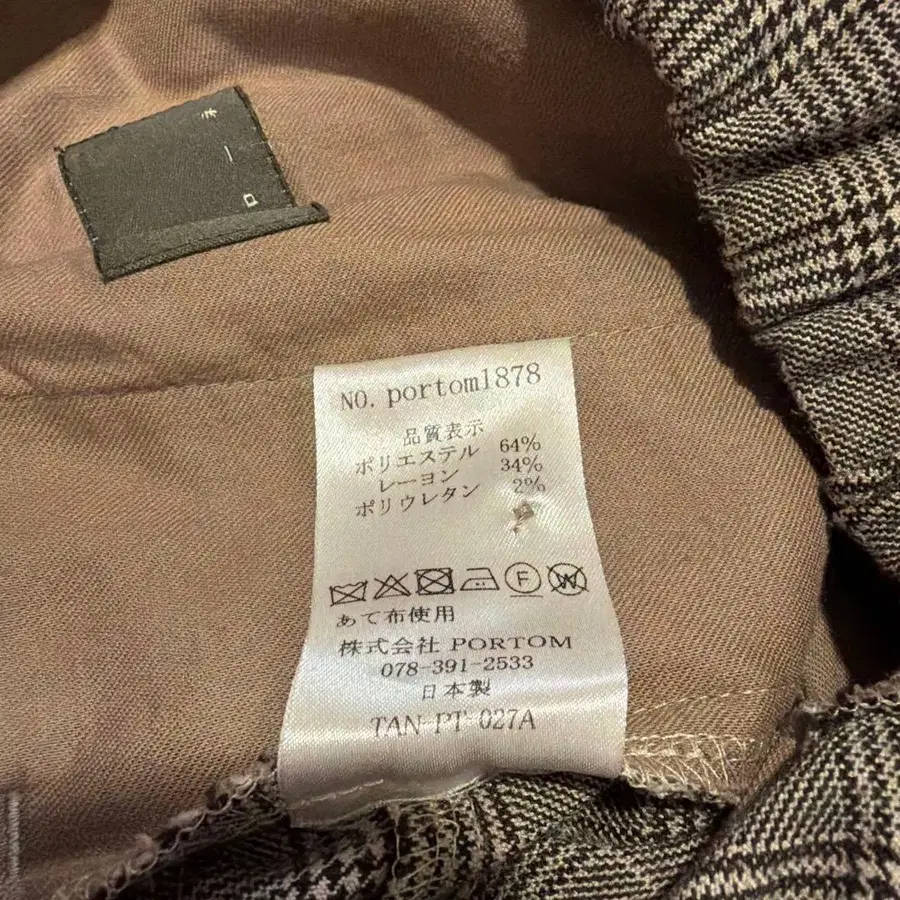 NO. portom1878
品質表示
ポリエステル 64%
レーヨン 34%
ポリウレタン 2%
F W
あて布使用
株式会社 PORTOM
078-391-2533
日本製
TAN-PT-027A